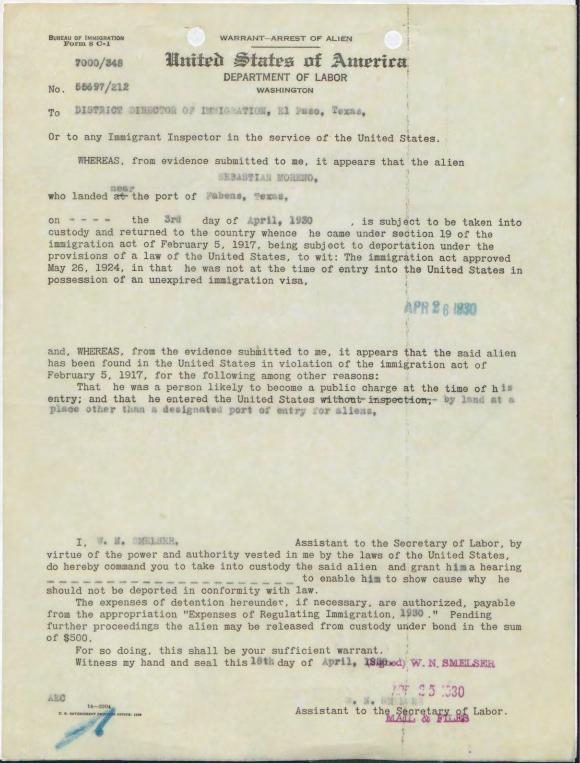 BUREAU OF IMMIGRATION
Form 8 C-1
WARRANT—ARREST OF ALIEN
7000/348
United States of America
DEPARTMENT OF LABOR
WASHINGTON
No. 55697/212
To DISTRICT DIRECTOR OF IMMIGRATION, El Paso, Texas,
Or to any Immigrant Inspector in the service of the United States.
WHEREAS, from evidence submitted to me, it appears that the alien
SEBASTIAN MORENO,
near
who landed at the port of Fabens, Texas,
on - - - - the 3rd day of April, 1930 , is subject to be taken into
custody and returned to the country whence he came under section 19 of the
immigration act of February 5, 1917, being subject to deportation under the
provisions of a law of the United States, to wit: The immigration act approved
May 26, 1924, in that he was not at the time of entry into the United States in
possession of an unexpired immigration visa,
APR 26 1930
and, WHEREAS, from the evidence submitted to me, it appears that the said alien
has been found in the United States in violation of the immigration act of
February 5, 1917, for the following among other reasons:
That he was a person likely to become a public charge at the time of his
entry; and that he entered the United States without inspection, by land at a
place other than a designated port of entry for aliens.
I, W. N. SMELSER, Assistant to the Secretary of Labor, by
virtue of the power and authority vested in me by the laws of the United States,
do hereby command you to take into custody the said alien and grant him a hearing
_ _ _ _ _ _ _ _ _ _ _ _ _ _ _ _ _ _ _ _ _ to enable him to show cause why he
should not be deported in conformity with law.
The expenses of detention hereunder, if necessary, are authorized, payable
from the appropriation "Expenses of Regulating Immigration, 1930 ." Pending
further proceedings the alien may be released from custody under bond in the sum
of $500.
For so doing, this shall be your sufficient warrant.
Witness my hand and seal this 18th day of April, 1930. (Signed) W. N. SMELSER
APR 25 1930
AEC
W. N. SMELSER
14—2204
U. S. GOVERNMENT PRINTING OFFICE
Assistant to the Secretary of Labor.
MAIL & FILES